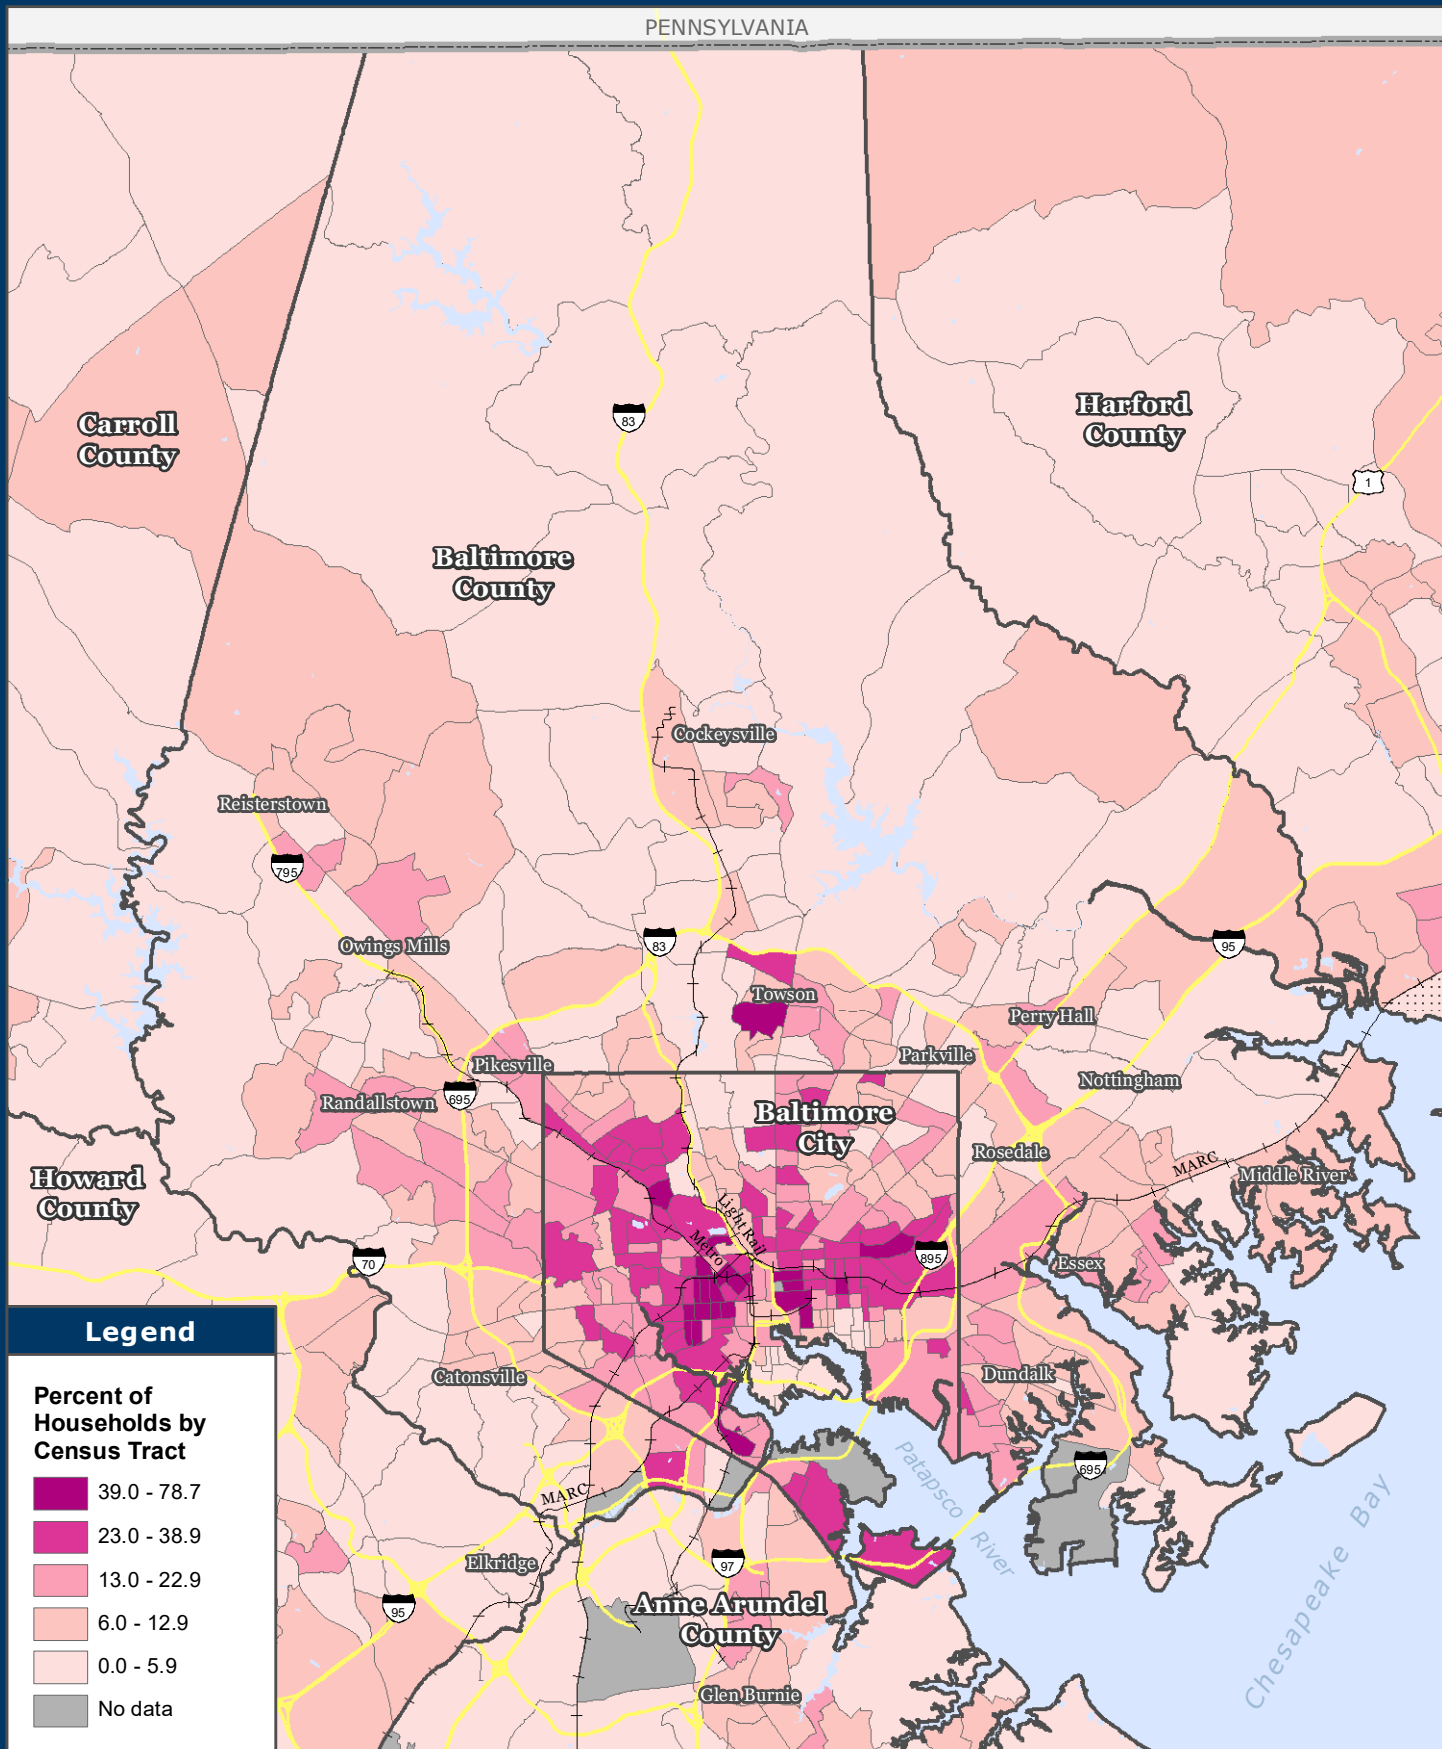 PENNSYLVANIA
Carroll
County
83
Harford
County
1
Baltimore
County
Cockeysville
Reisterstown
795
Owings Mills
83
95
Towson
Perry Hall
Parkville
Pikesville
Nottingham
695
Randallstown
Baltimore
City
Rosedale
MARC
Middle River
Howard
County
Light Rail
Metro
895
70
Essex
Catonsville
Dundalk
695
MARC
Patapsco River
Elkridge
97
95
Anne Arundel
County
Glen Burnie
Chesapeake Bay
Legend
Percent of
Households by
Census Tract
39.0 - 78.7
23.0 - 38.9
13.0 - 22.9
6.0 - 12.9
0.0 - 5.9
No data